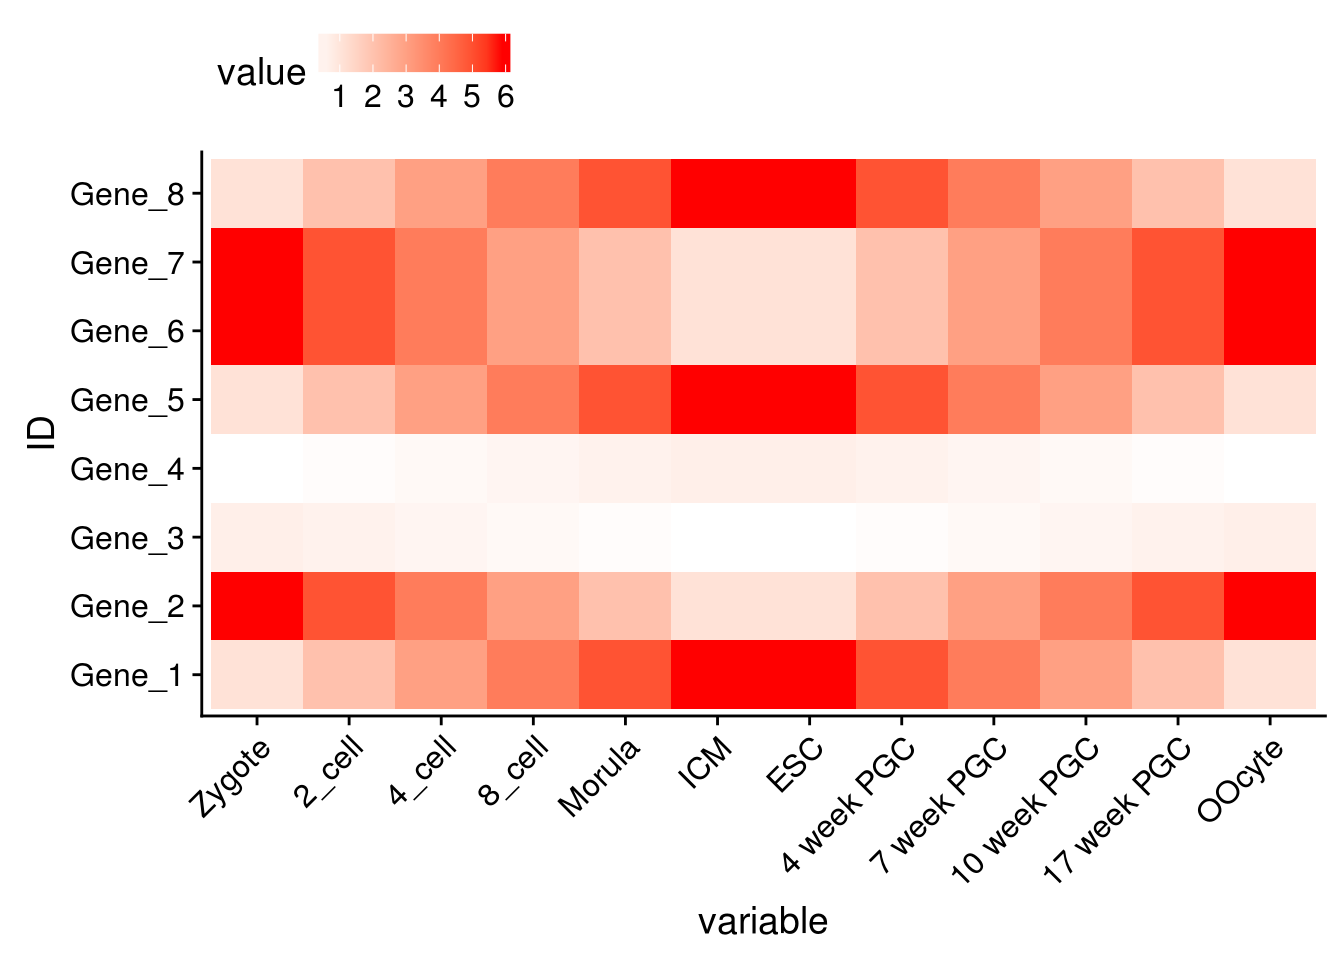 value
1 2 3 4 5 6
Gene_8
Gene_7
Gene_6
Gene_5
Gene_4
Gene_3
Gene_2
Gene_1
ID
Zygote
2_cell
4_cell
8_cell
Morula
ICM
ESC
4 week PGC
7 week PGC
10 week PGC
17 week PGC
OOcyte
variable